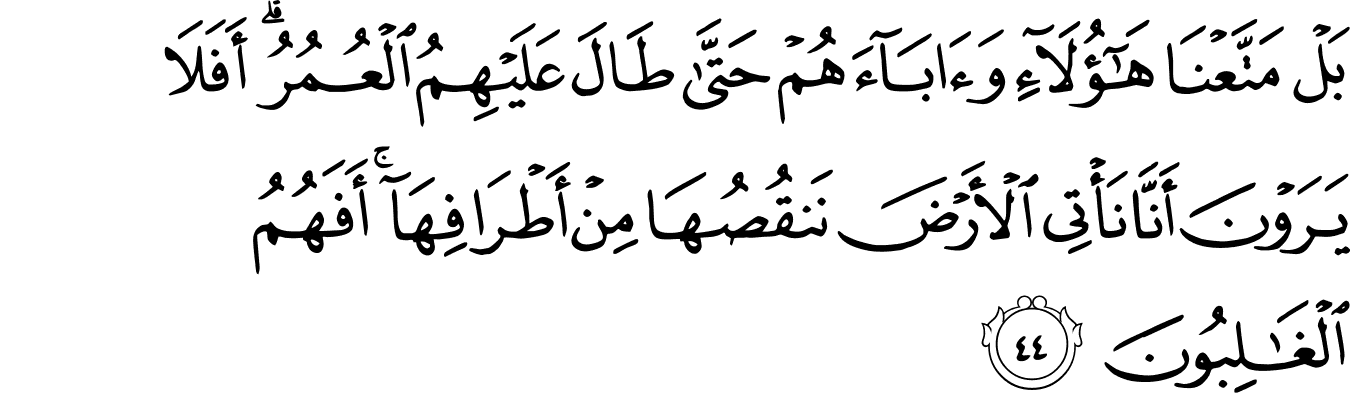 بَلۡ مَتَّعۡنَا هَٰٓؤُلَآءِ وَءَابَآءَهُمۡ حَتَّىٰ طَالَ عَلَيۡهِمُ ٱلۡعُمُرُۗ أَفَلَا
يَرَوۡنَ أَنَّا نَأۡتِي ٱلۡأَرۡضَ نَنقُصُهَا مِنۡ أَطۡرَافِهَآۚ أَفَهُمُ
ٱلۡغَٰلِبُونَ ٤٤